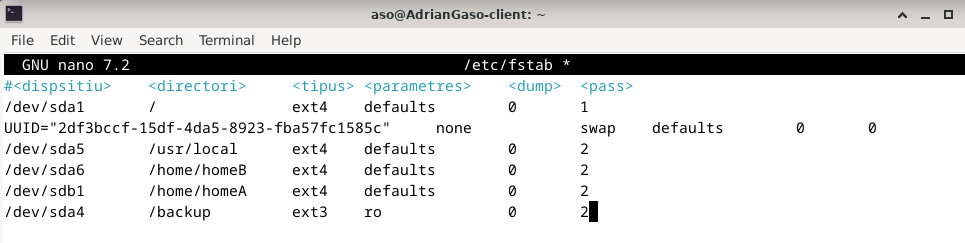 aso@AdrianGaso-client: ~
File Edit View Search Terminal Help
GNU nano 7.2 /etc/fstab *
#<dispsitiu> <directori> <tipus> <parametres> <dump> <pass>
/dev/sda1 / ext4 defaults 0 1
UUID="2df3bccf-15df-4da5-8923-fba57fc1585c" none swap defaults 0 0
/dev/sda5 /usr/local ext4 defaults 0 2
/dev/sda6 /home/homeB ext4 defaults 0 2
/dev/sdb1 /home/homeA ext4 defaults 0 2
/dev/sda4 /backup ext3 ro 0 2